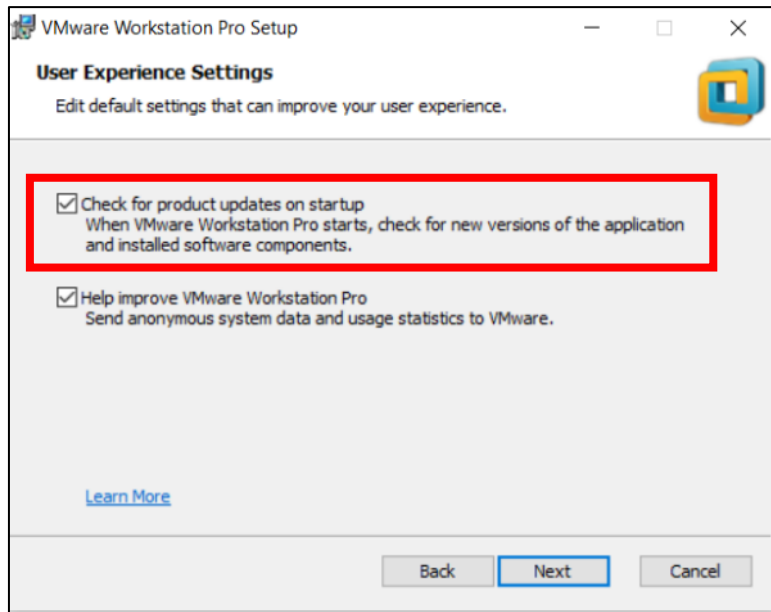 VMware Workstation Pro Setup
User Experience Settings
Edit default settings that can improve your user experience.
Check for product updates on startup
When VMware Workstation Pro starts, check for new versions of the application
and installed software components.
Help improve VMware Workstation Pro
Send anonymous system data and usage statistics to VMware.
Learn More
Back Next Cancel